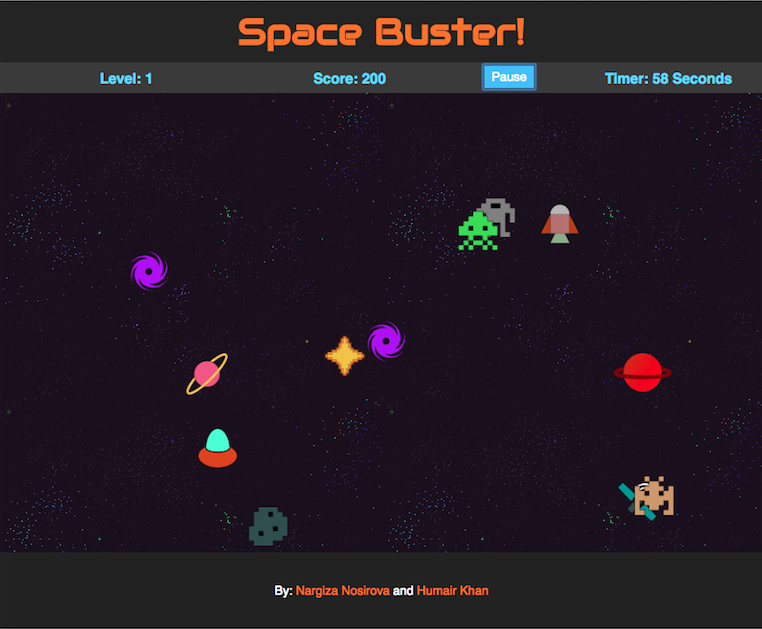 Space Buster!
Level: 1 Score: 200 Pause Timer: 58 Seconds
By: Nargiza Nosirova and Humair Khan